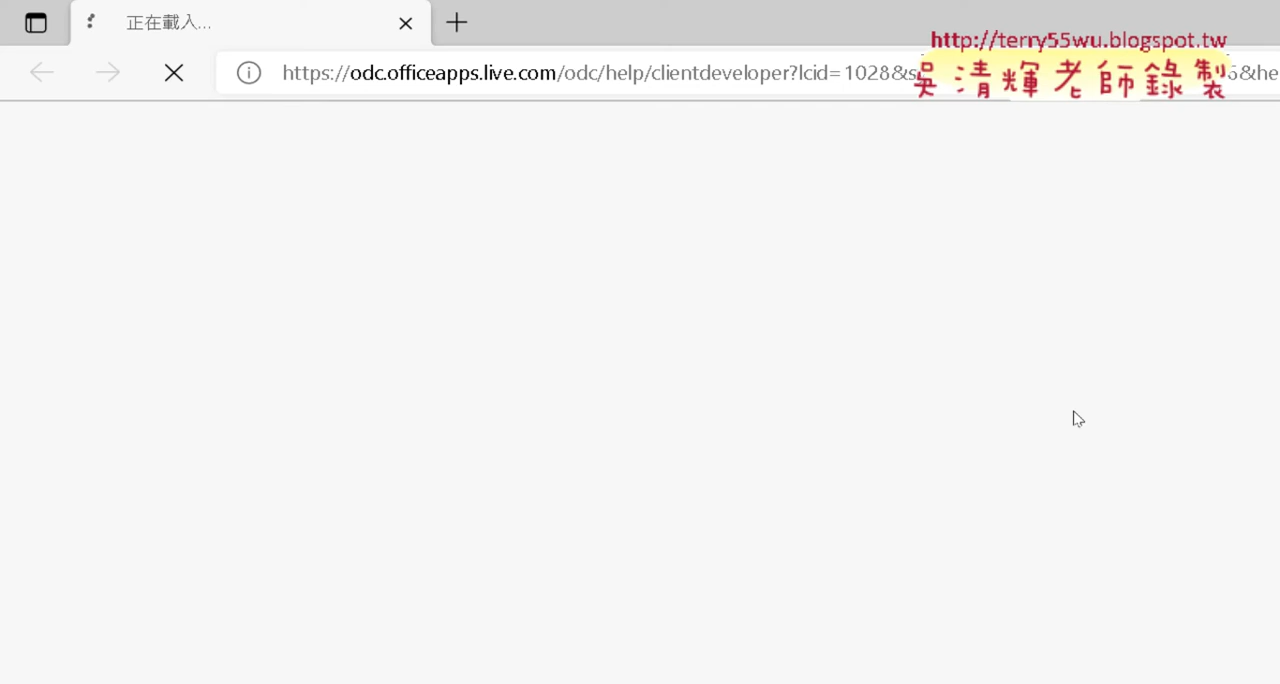 正在載入...
http://terry55wu.blogspot.tw
https://odc.officeapps.live.com/odc/help/clientdeveloper?lcid=1028&s
吳清輝老師錄製
&he